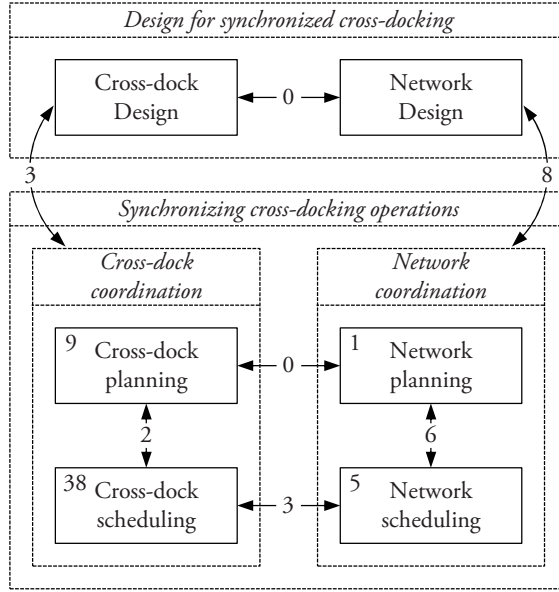 Design for synchronized cross-docking
Cross-dock
Design
0
Network
Design
3
8
Synchronizing cross-docking operations
Cross-dock
coordination
Network
coordination
9
Cross-dock
planning
0
1
Network
planning
2
6
38
Cross-dock
scheduling
3
5
Network
scheduling